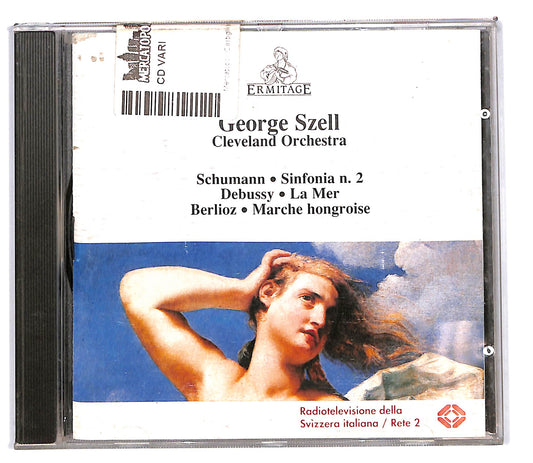 MERCATOPOLI
CD VARI
ERMITAGE
George Szell
Cleveland Orchestra
Schumann • Sinfonia n. 2
Debussy • La Mer
Berlioz • Marche hongroise
Radiotelevisione della
Svizzera italiana / Rete 2